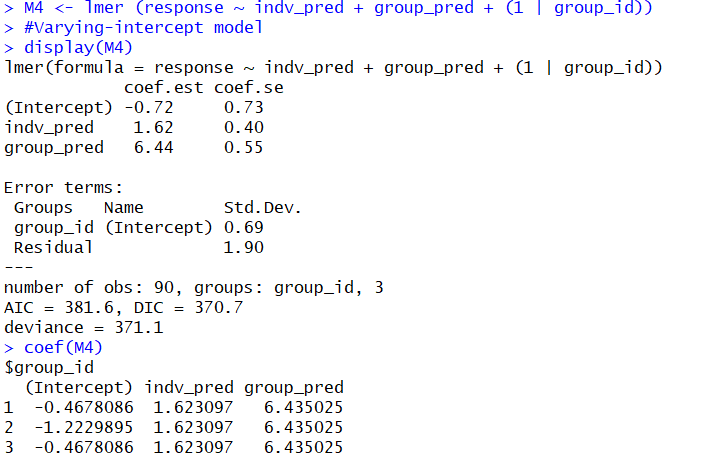 > M4 <- lmer (response ~ indv_pred + group_pred + (1 | group_id))
> #Varying-intercept model
> display(M4)
lmer(formula = response ~ indv_pred + group_pred + (1 | group_id))
            coef.est coef.se
(Intercept) -0.72     0.73
indv_pred    1.62     0.40
group_pred   6.44     0.55

Error terms:
 Groups   Name        Std.Dev.
 group_id (Intercept) 0.69
 Residual             1.90
---
number of obs: 90, groups: group_id, 3
AIC = 381.6, DIC = 370.7
deviance = 371.1
> coef(M4)
$group_id
  (Intercept) indv_pred group_pred
1  -0.4678086  1.623097   6.435025
2  -1.2229895  1.623097   6.435025
3  -0.4678086  1.623097   6.435025